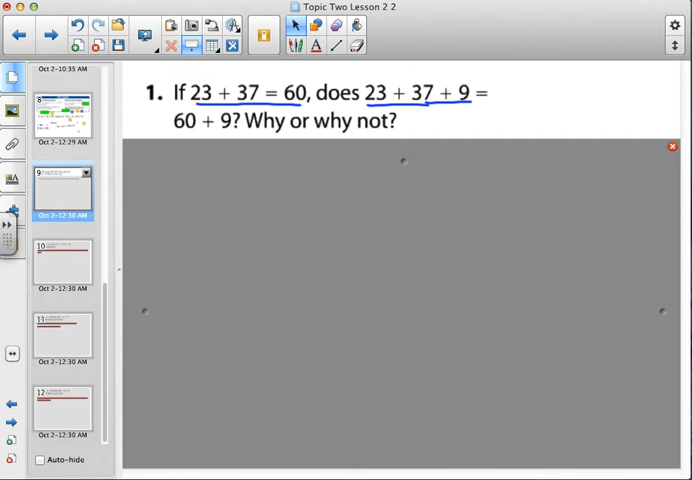 Topic Two Lesson 2 2
1. If 23 + 37 = 60, does 23 + 37 + 9 =
60 + 9? Why or why not?
Oct 2-10:35 AM
8
Oct 2-12:29 AM
9
Oct 2-12:30 AM
10
Oct 2-12:30 AM
11
Oct 2-12:30 AM
12
Oct 2-12:30 AM
Auto-hide